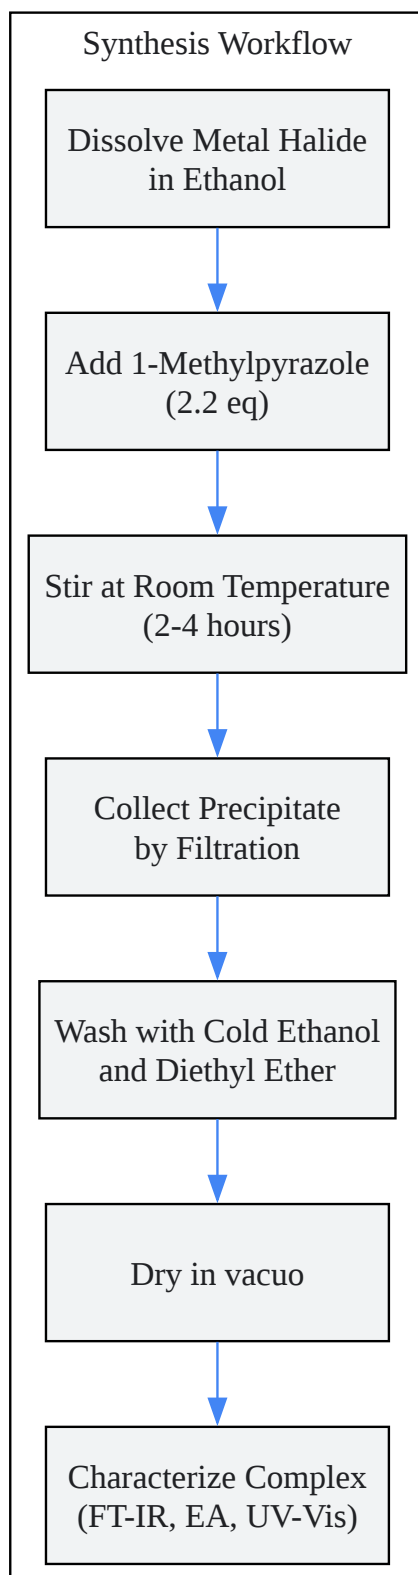 Synthesis Workflow
Dissolve Metal Halide
in Ethanol
Add 1-Methylpyrazole
(2.2 eq)
Stir at Room Temperature
(2-4 hours)
Collect Precipitate
by Filtration
Wash with Cold Ethanol
and Diethyl Ether
Dry in vacuo
Characterize Complex
(FT-IR, EA, UV-Vis)